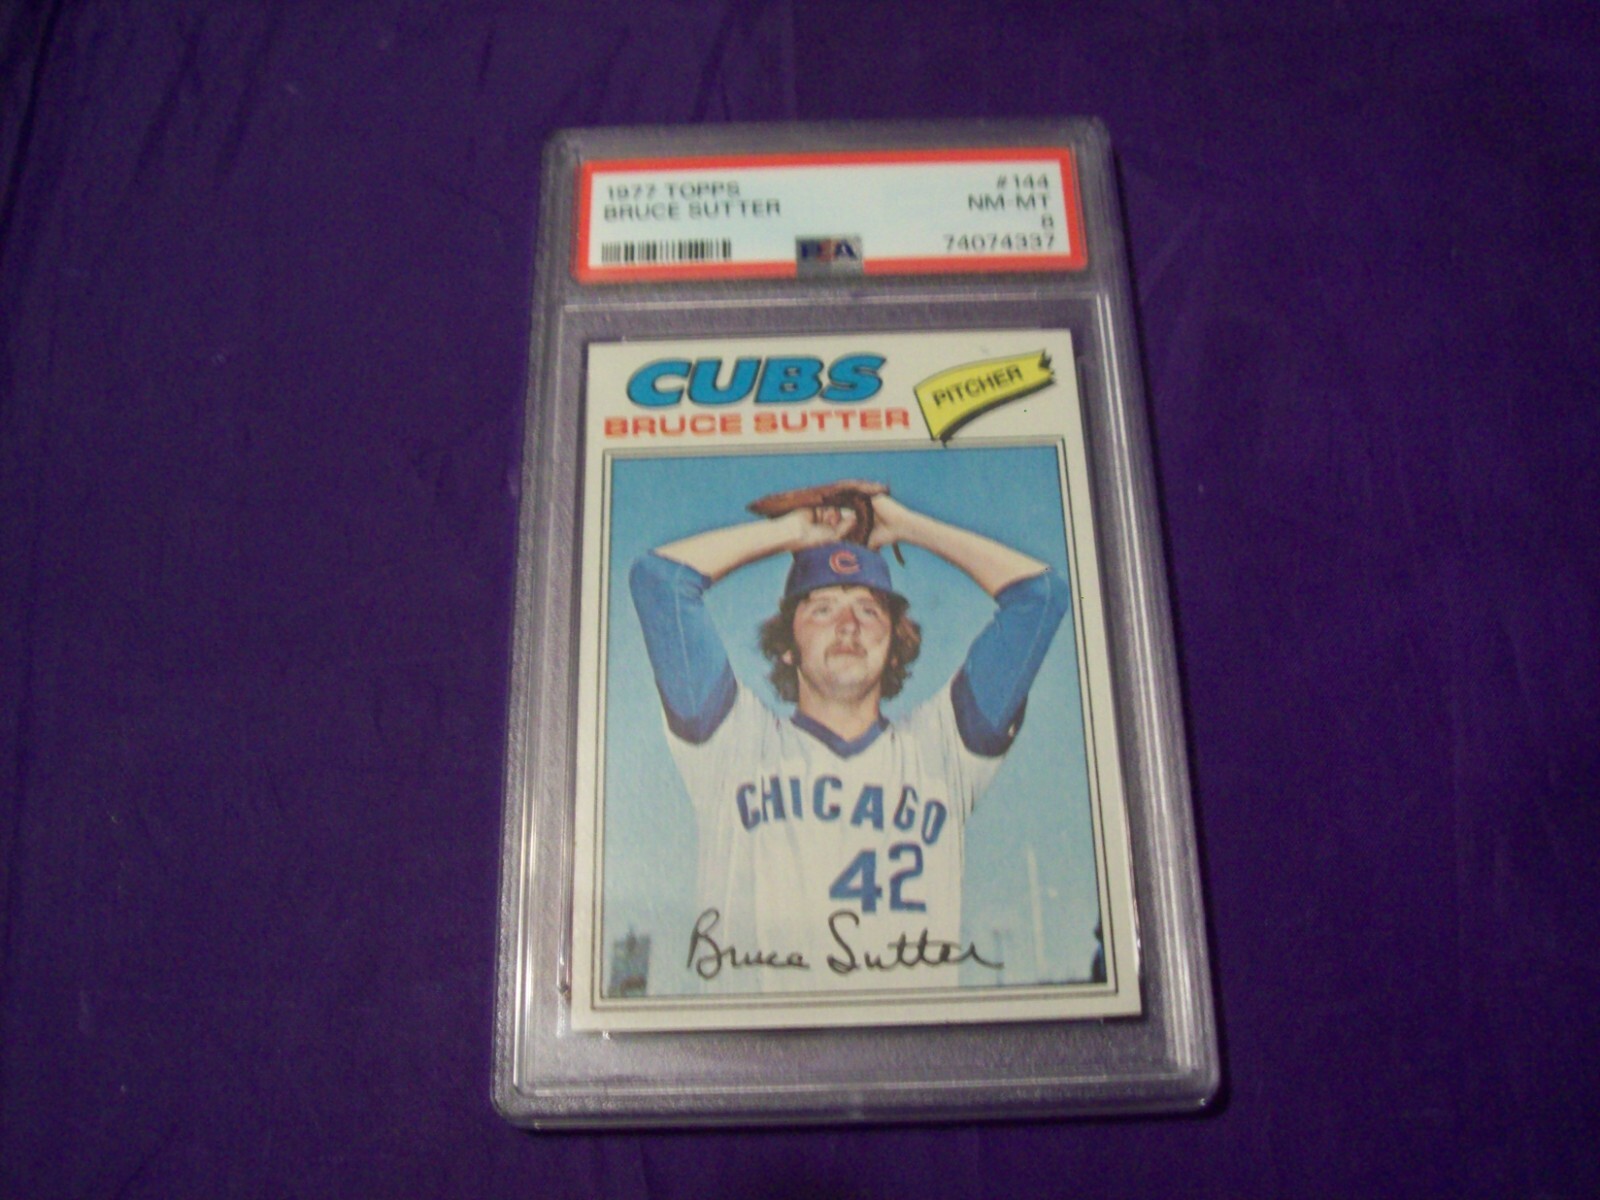 1977 TOPPS #144
BRUCE SUTTER NM-MT
8
PSA 74074337
CUBS
PITCHER
BRUCE SUTTER
C
CHICAGO
42
Bruce Sutter